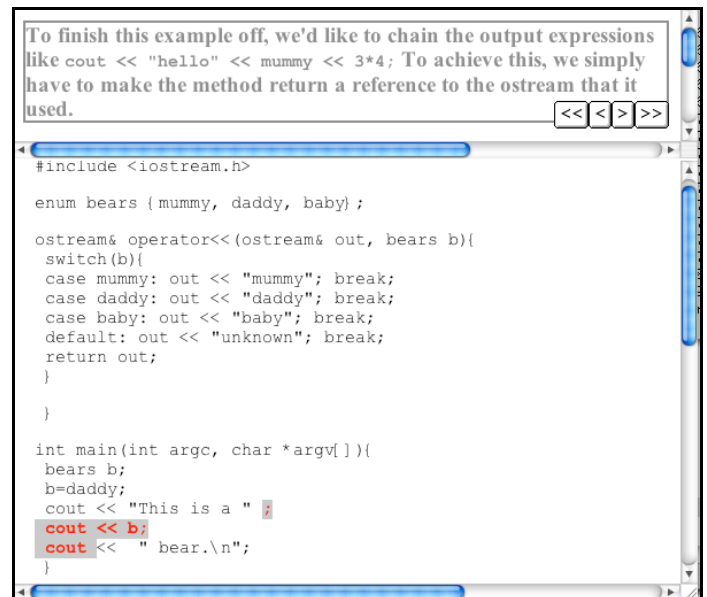 To finish this example off, we'd like to chain the output expressions
like cout << "hello" << mummy << 3*4; To achieve this, we simply
have to make the method return a reference to the ostream that it
used.
<< < > >>
#include <iostream.h>
enum bears {mummy, daddy, baby};
ostream& operator<<(ostream& out, bears b){
switch(b){
case mummy: out << "mummy"; break;
case daddy: out << "daddy"; break;
case baby: out << "baby"; break;
default: out << "unknown"; break;
return out;
}
}
int main(int argc, char *argv[]){
bears b;
b=daddy;
cout << "This is a " ;
cout << b;
cout << " bear.\n";
}